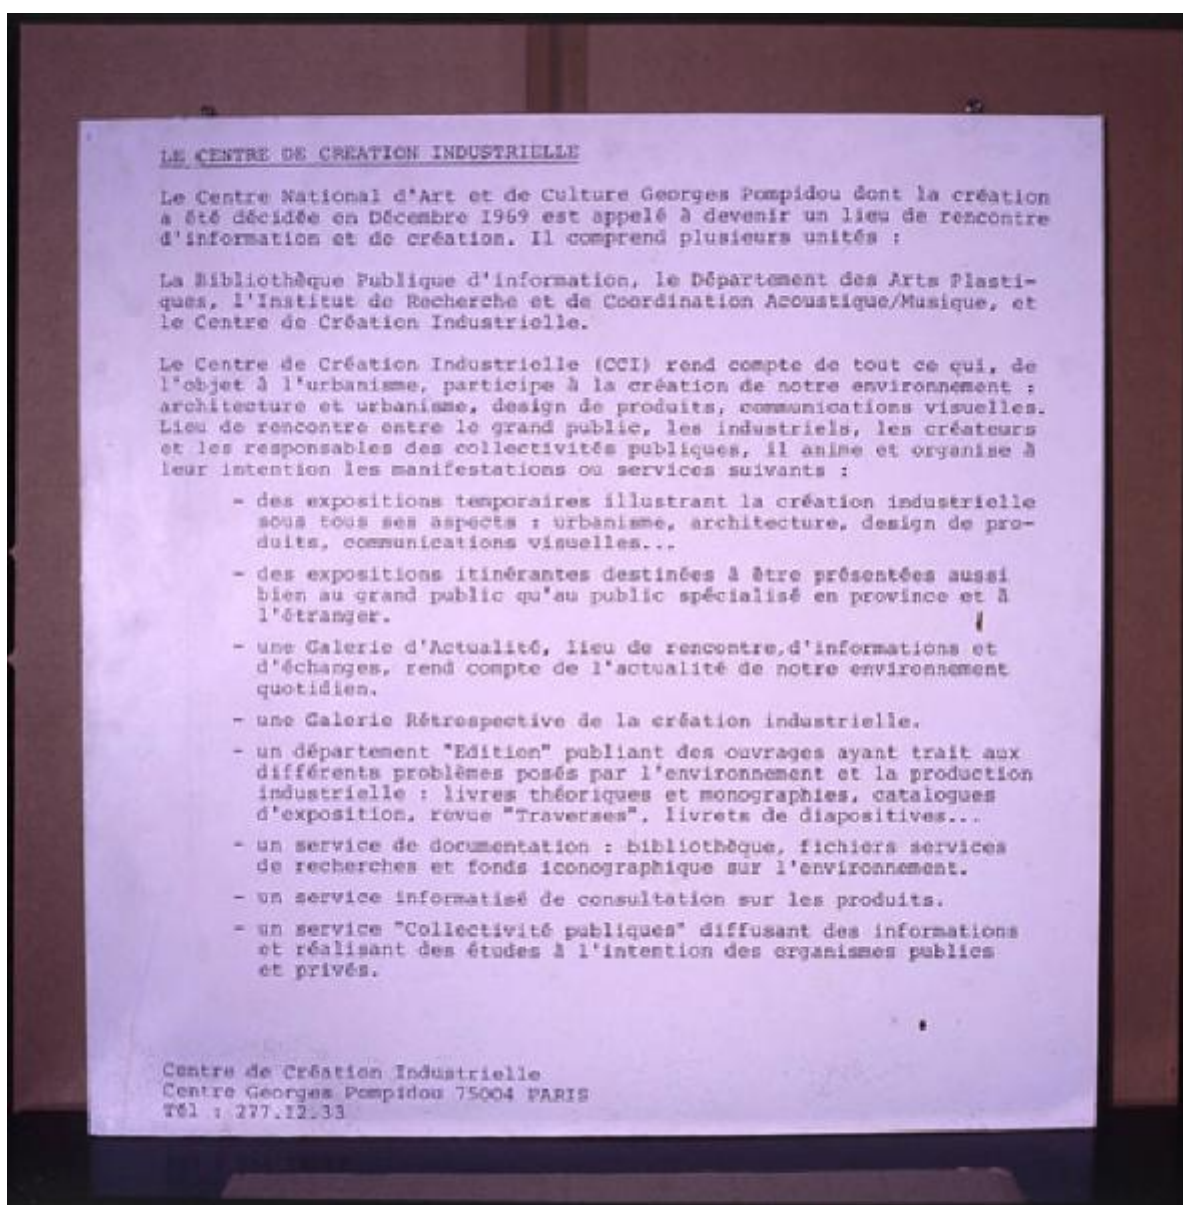 LE CENTRE DE CREATION INDUSTRIELLE
Le Centre National d'Art et de Culture Georges Pompidou dont la création
a été décidée en Décembre 1969 est appelé à devenir un lieu de rencontre
d'information et de création. Il comprend plusieurs unités :
La Bibliothèque Publique d'information, le Département des Arts Plasti-
ques, l'Institut de Recherche et de Coordination Acoustique/Musique, et
le Centre de Création Industrielle.
Le Centre de Création Industrielle (CCI) rend compte de tout ce qui, de
l'objet à l'urbanisme, participe à la création de notre environnement :
architecture et urbanisme, design de produits, communications visuelles.
Lieu de rencontre entre le grand public, les industriels, les créateurs
et les responsables des collectivités publiques, il anime et organise à
leur intention les manifestations ou services suivants :
- des expositions temporaires illustrant la création industrielle
sous tous ses aspects : urbanisme, architecture, design de pro-
duits, communications visuelles...
- des expositions itinérantes destinées à être présentées aussi
bien au grand public qu'au public spécialisé en province et à
l'étranger.
- une Galerie d'Actualité, lieu de rencontre,d'informations et
d'échanges, rend compte de l'actualité de notre environnement
quotidien.
- une Galerie Rétrospective de la création industrielle.
- un département "Edition" publiant des ouvrages ayant trait aux
différents problèmes posés par l'environnement et la production
industrielle : livres théoriques et monographies, catalogues
d'exposition, revue "Traverses", livrets de diapositives...
- un service de documentation : bibliothèque, fichiers services
de recherches et fonds iconographique sur l'environnement.
- un service informatisé de consultation sur les produits.
- un service "Collectivité publiques" diffusant des informations
et réalisant des études à l'intention des organismes publics
et privés.
Centre de Création Industrielle
Centre Georges Pompidou 75004 PARIS
Tél : 277.12.33